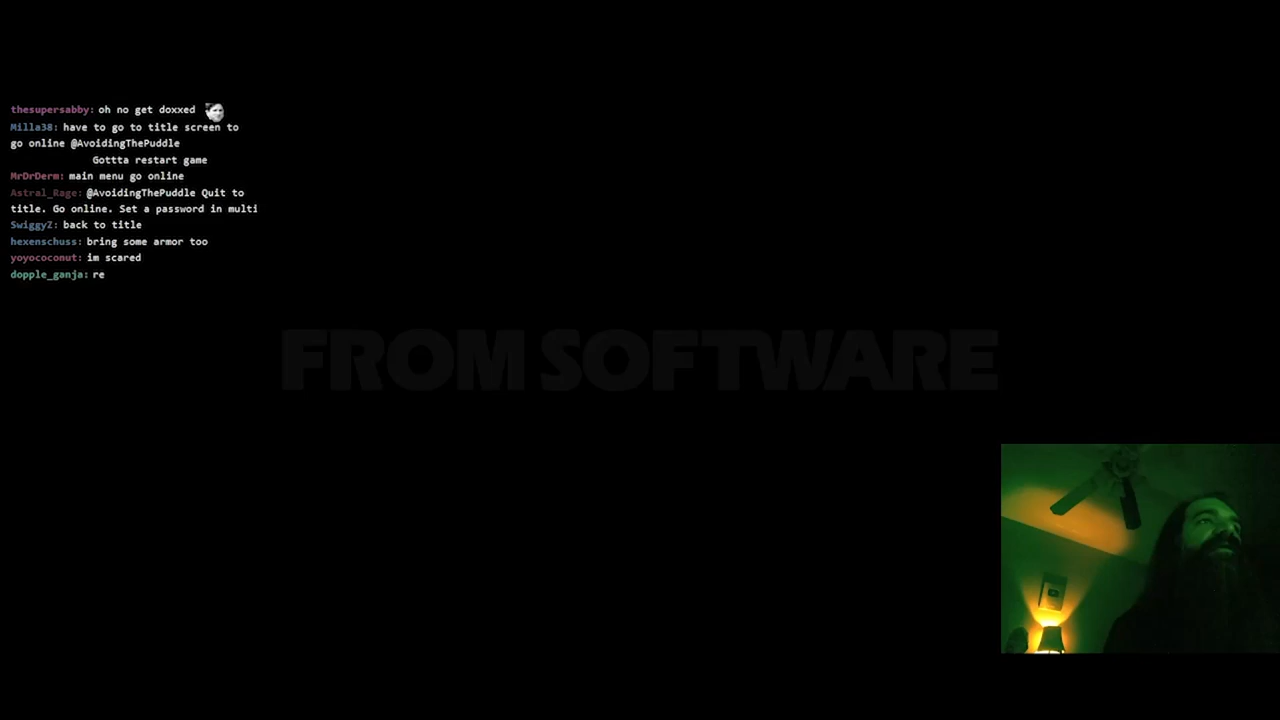 thesupersabby: oh no get doxxed
Milla38: have to go to title screen to
go online @AvoidingThePuddle
Gottta restart game
MrDrDerm: main menu go online
Astral_Rage: @AvoidingThePuddle Quit to
title. Go online. Set a password in multi
SwiggyZ: back to title
hexenschuss: bring some armor too
yoyococonut: im scared
dopple_ganja: re
FROM SOFTWARE